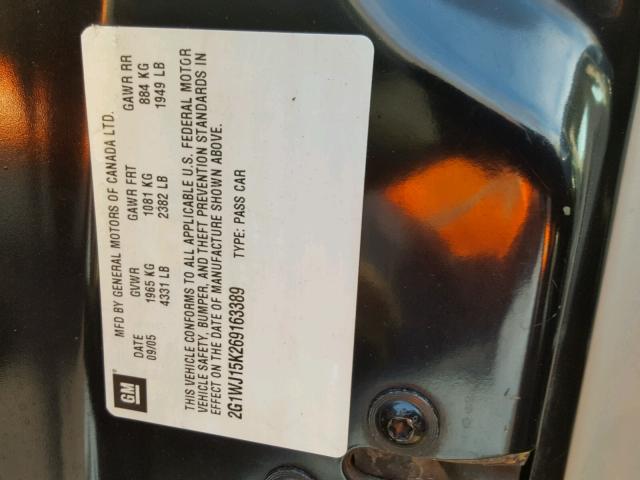 GM
MFD BY GENERAL MOTORS OF CANADA LTD.
DATE GVWR GAWR FRT GAWR RR
09/05 1965 KG 1081 KG 884 KG
4331 LB 2382 LB 1949 LB
THIS VEHICLE CONFORMS TO ALL APPLICABLE U.S. FEDERAL MOTOR
VEHICLE SAFETY, BUMPER, AND THEFT PREVENTION STANDARDS IN
EFFECT ON THE DATE OF MANUFACTURE SHOWN ABOVE.
2G1WJ15K269163389 TYPE: PASS CAR